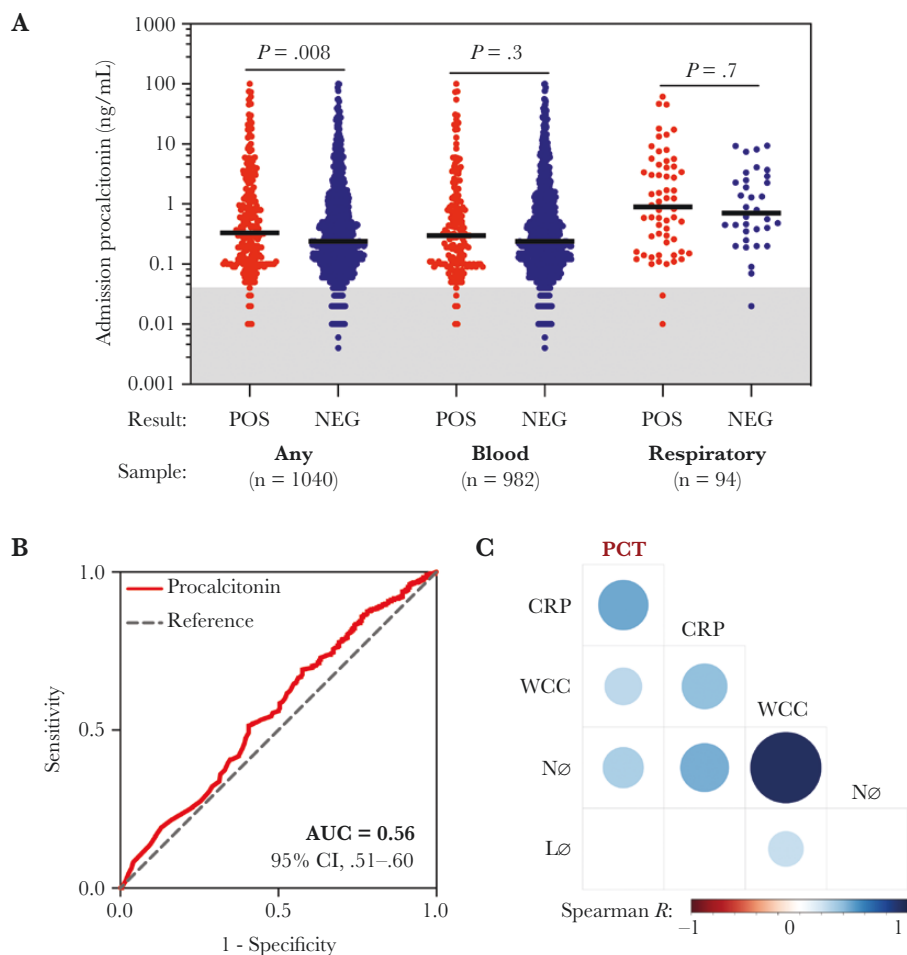 A
1000
100
10
1
0.1
0.01
0.001
Admission procalcitonin (ng/mL)
P = .008
P = .3
P = .7
Result: POS NEG POS NEG POS NEG
Sample: Any Blood Respiratory
(n = 1040) (n = 982) (n = 94)
B
1.0
0.5
0.0
Sensitivity
Procalcitonin
Reference
AUC = 0.56
95% CI, .51–.60
0.0 0.5 1.0
1 - Specificity
C
PCT
CRP
CRP
WCC
WCC
N∅
N∅
L∅
Spearman R:
−1 0 1